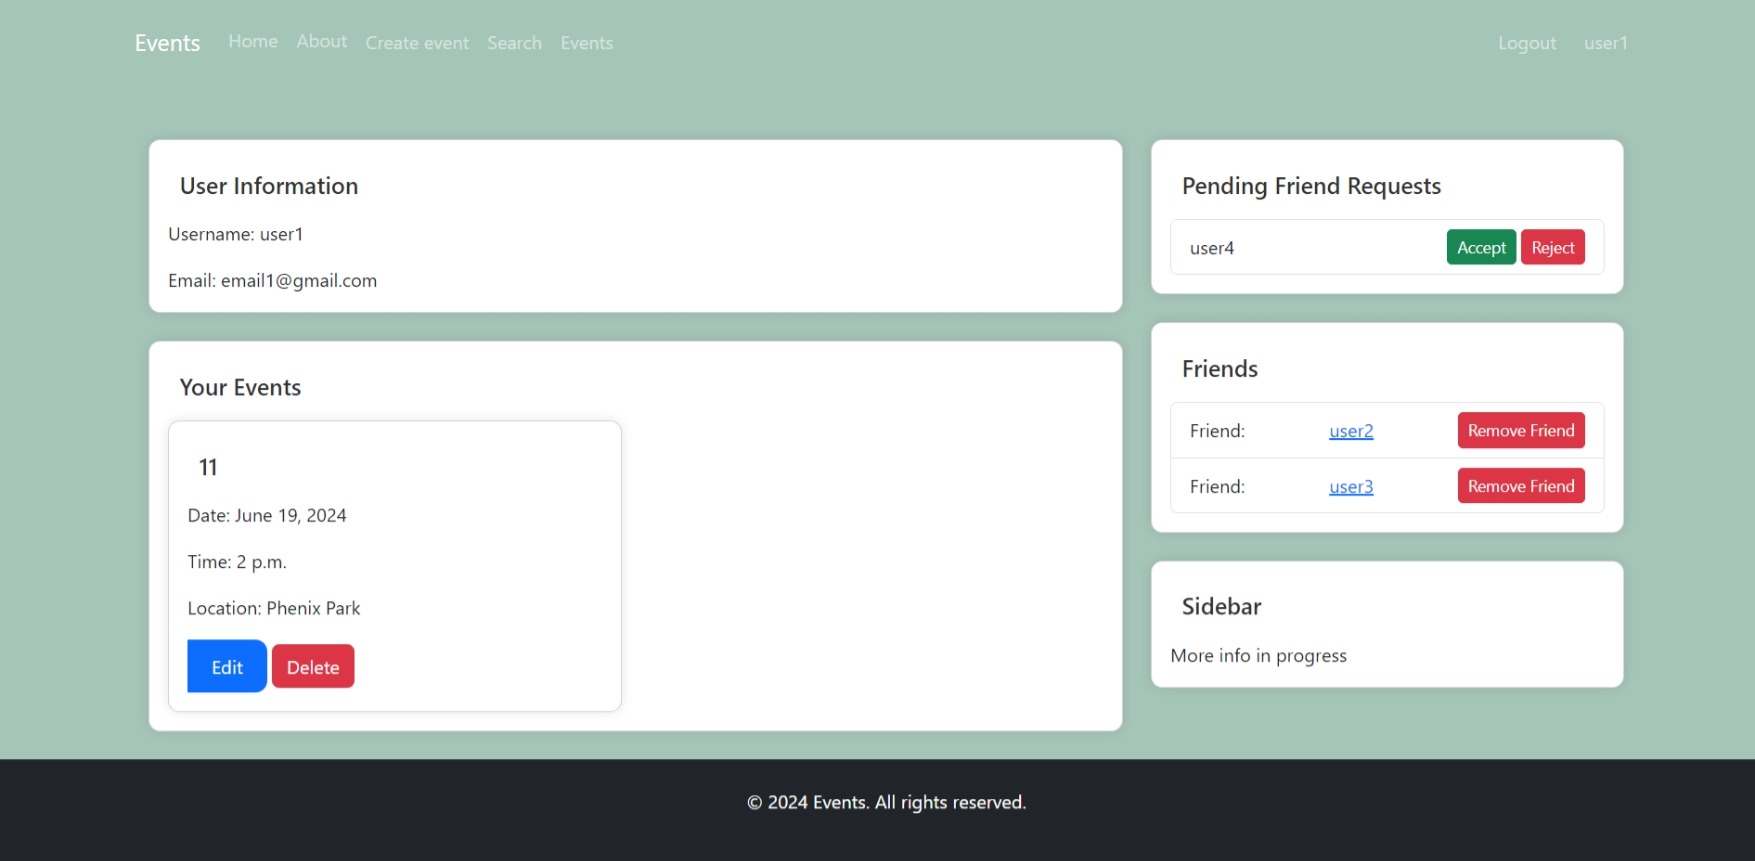 Events Home About Create event Search Events Logout user1
User Information
Username: user1
Email: email1@gmail.com
Your Events
11
Date: June 19, 2024
Time: 2 p.m.
Location: Phenix Park
Edit Delete
Pending Friend Requests
user4 Accept Reject
Friends
Friend: user2 Remove Friend
Friend: user3 Remove Friend
Sidebar
More info in progress
© 2024 Events. All rights reserved.